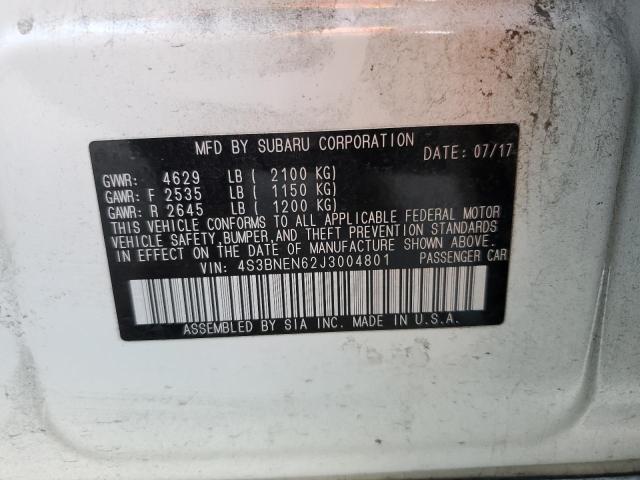 MFD BY SUBARU CORPORATION
DATE: 07/17
GVWR: 4629 LB ( 2100 KG)
GAWR: F 2535 LB ( 1150 KG)
GAWR: R 2645 LB ( 1200 KG)
THIS VEHICLE CONFORMS TO ALL APPLICABLE FEDERAL MOTOR
VEHICLE SAFETY, BUMPER, AND THEFT PREVENTION STANDARDS
IN EFFECT ON THE DATE OF MANUFACTURE SHOWN ABOVE.
VIN: 4S3BNEN62J3004801 PASSENGER CAR
ASSEMBLED BY SIA INC. MADE IN U.S.A.